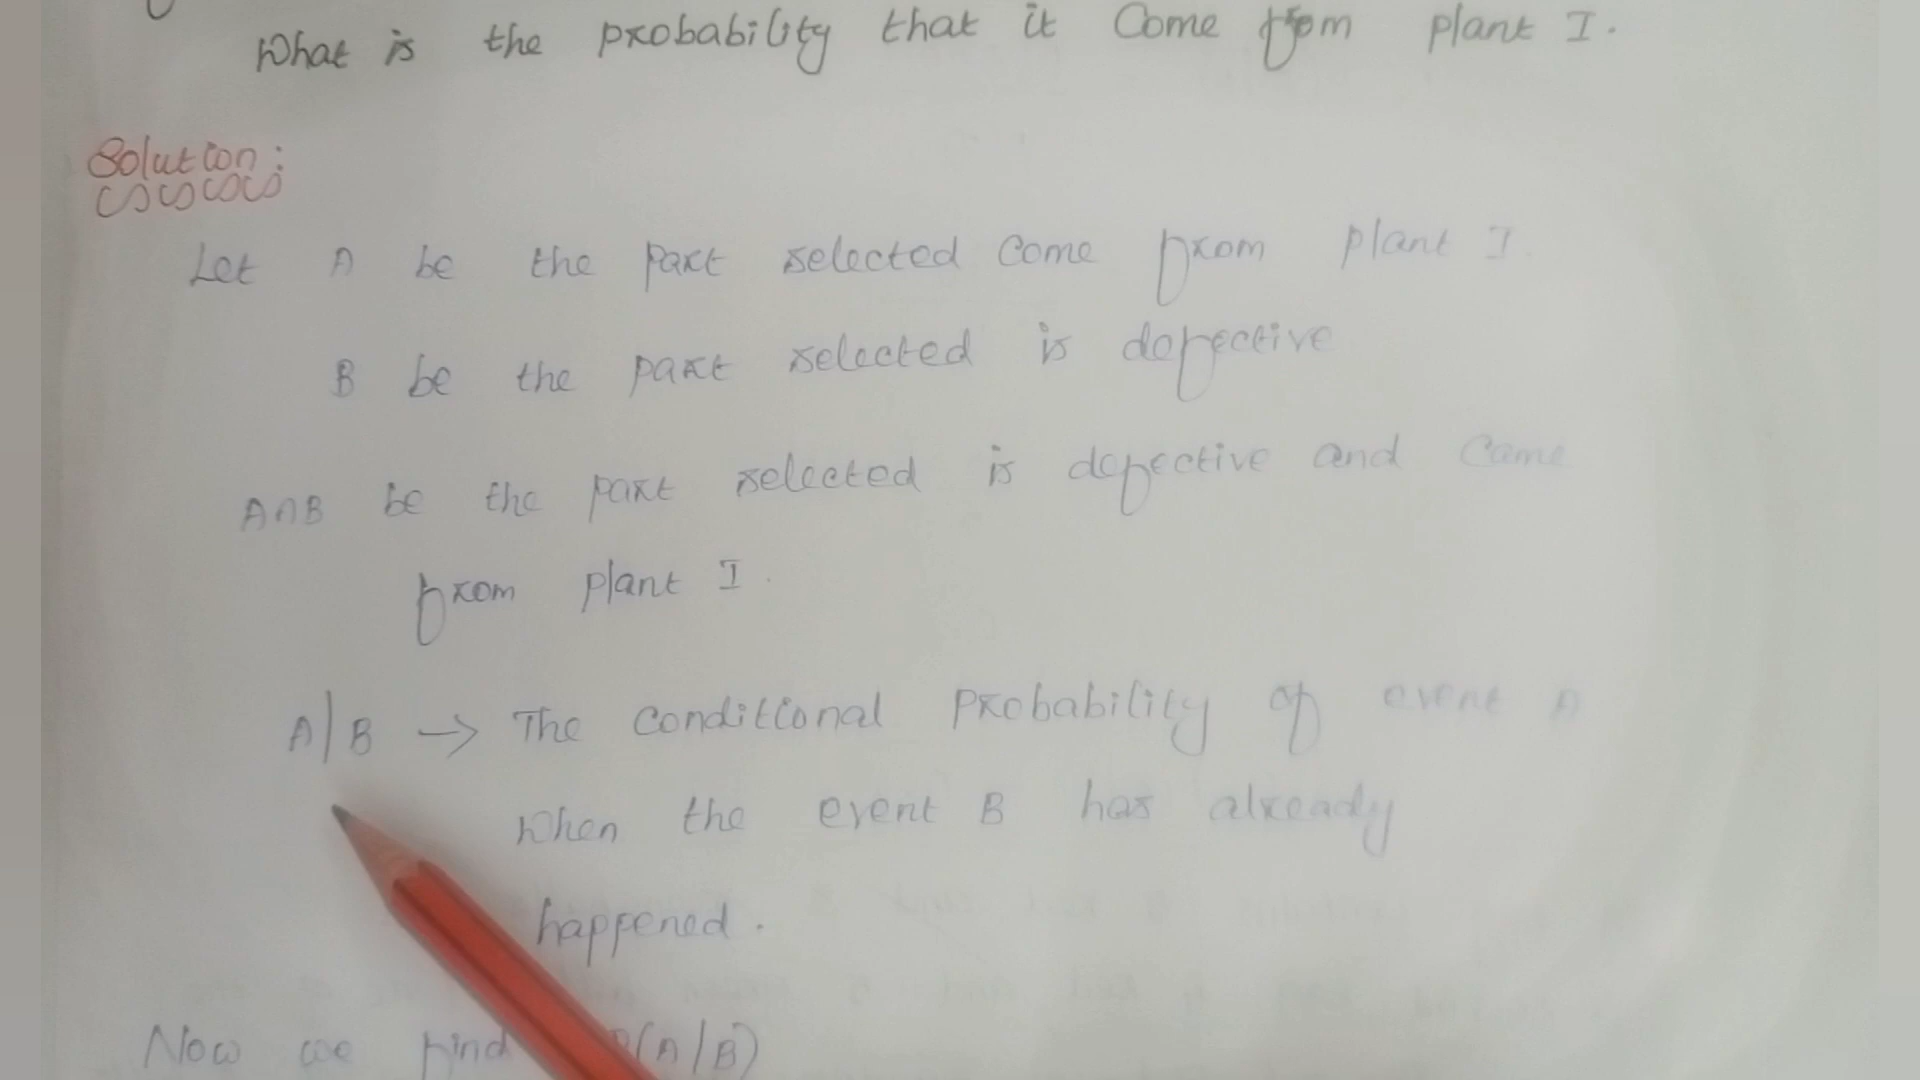 What is the probability that it Come from plant I.
Solution:
Let A be the part selected Come from plant I.
B be the part selected is defective
A∩B be the part selected is defective and Came
from plant I.
A|B → The Conditional Probability of event A
when the event B has already
happened.
Now we find P(A/B)